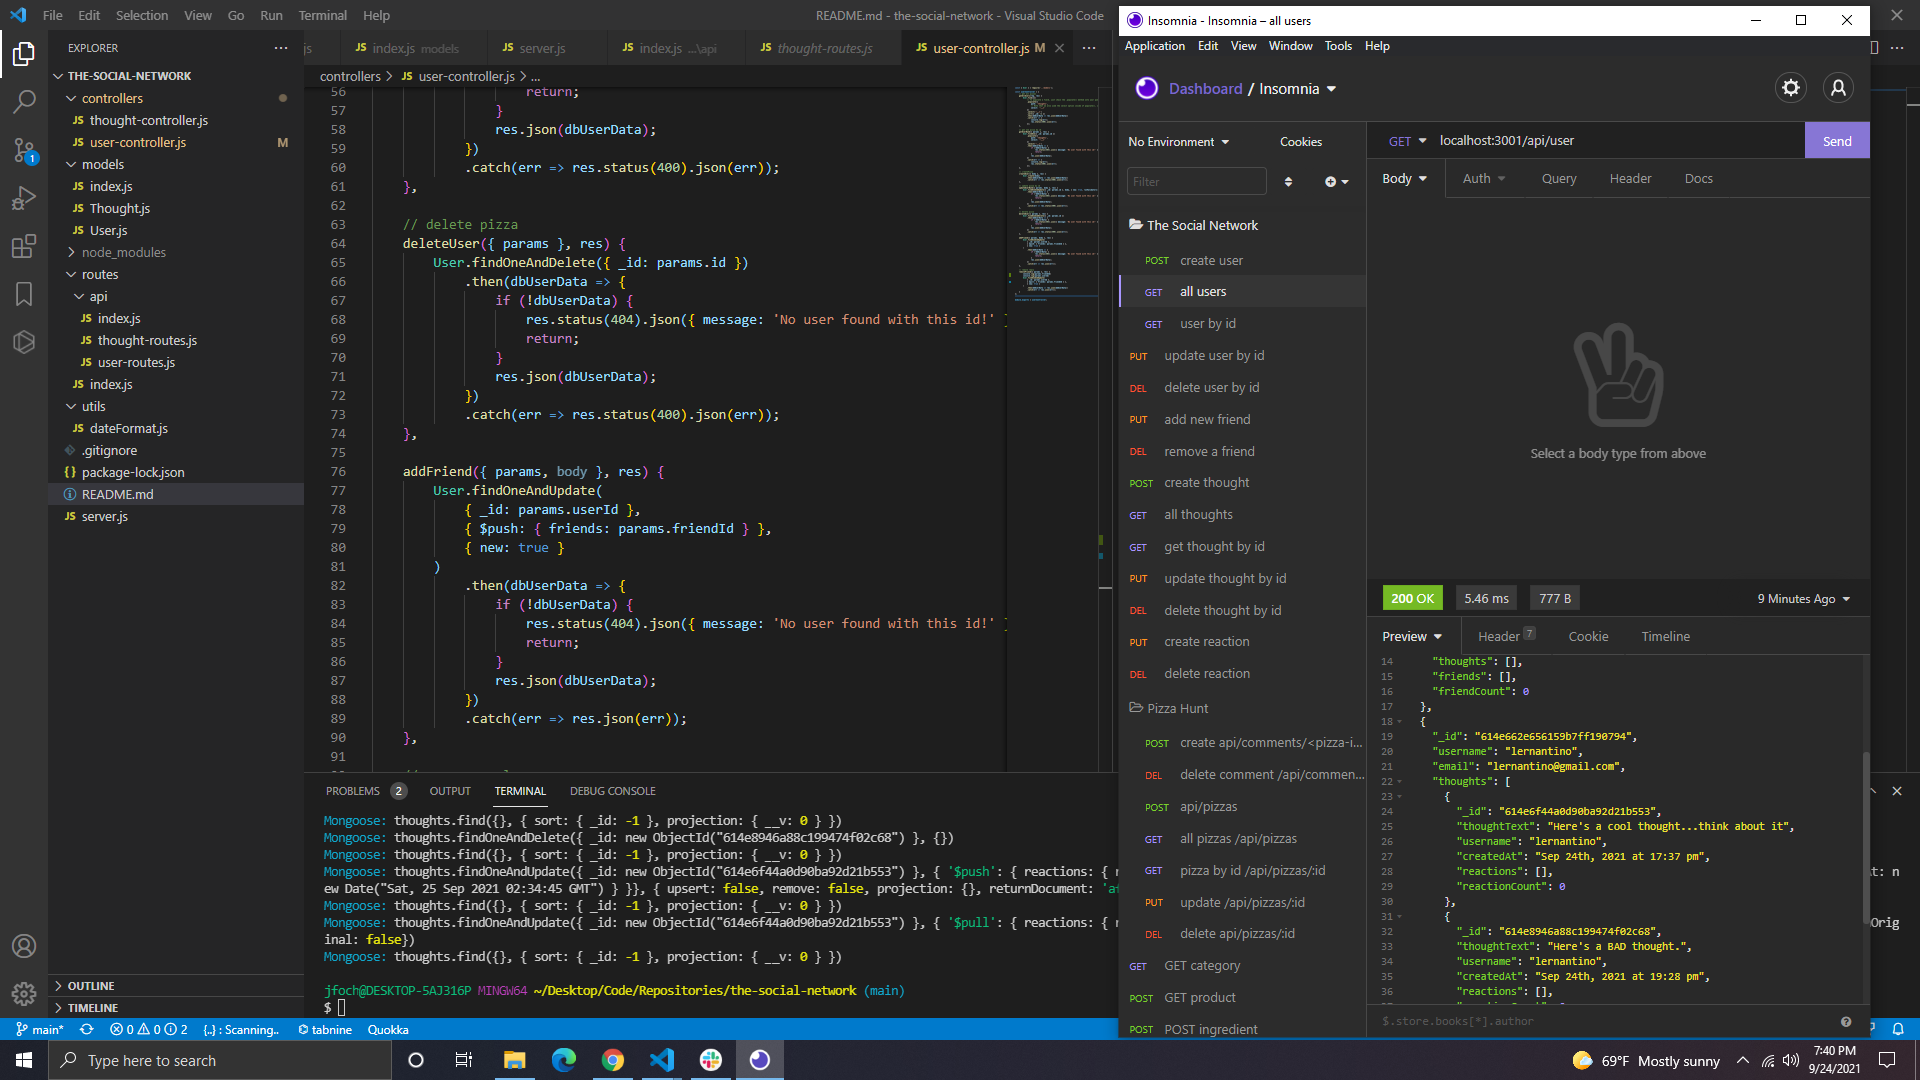 File Edit Selection View Go Run Terminal Help
README.md - the-social-network - Visual Studio Code
EXPLORER
THE-SOCIAL-NETWORK
controllers
JS thought-controller.js
JS user-controller.js M
models
JS index.js
JS Thought.js
JS User.js
node_modules
routes
api
JS index.js
JS thought-routes.js
JS user-routes.js
JS index.js
utils
JS dateFormat.js
.gitignore
{} package-lock.json
README.md
JS server.js
OUTLINE
TIMELINE
js JS index.js models JS server.js JS index.js ...\api JS thought-routes.js JS user-controller.js M
controllers > JS user-controller.js > ...
56 return;
57 }
58 res.json(dbUserData);
59 })
60 .catch(err => res.status(400).json(err));
61 },
62
63 // delete pizza
64 deleteUser({ params }, res) {
65 User.findOneAndDelete({ _id: params.id })
66 .then(dbUserData => {
67 if (!dbUserData) {
68 res.status(404).json({ message: 'No user found with this id!' }
69 return;
70 }
71 res.json(dbUserData);
72 })
73 .catch(err => res.status(400).json(err));
74 },
75
76 addFriend({ params, body }, res) {
77 User.findOneAndUpdate(
78 { _id: params.userId },
79 { $push: { friends: params.friendId } },
80 { new: true }
81 )
82 .then(dbUserData => {
83 if (!dbUserData) {
84 res.status(404).json({ message: 'No user found with this id!' }
85 return;
86 }
87 res.json(dbUserData);
88 })
89 .catch(err => res.json(err));
90 },
91
PROBLEMS 2 OUTPUT TERMINAL DEBUG CONSOLE
Mongoose: thoughts.find({}, { sort: { _id: -1 }, projection: { __v: 0 } })
Mongoose: thoughts.findOneAndDelete({ _id: new ObjectId("614e8946a88c199474f02c68") }, {})
Mongoose: thoughts.find({}, { sort: { _id: -1 }, projection: { __v: 0 } })
Mongoose: thoughts.findOneAndUpdate({ _id: new ObjectId("614e6f44a0d90ba92d21b553") }, { '$push': { reactions: { At: n
ew Date("Sat, 25 Sep 2021 02:34:45 GMT") } }}, { upsert: false, remove: false, projection: {}, returnDocument:
Mongoose: thoughts.find({}, { sort: { _id: -1 }, projection: { __v: 0 } })
Mongoose: thoughts.findOneAndUpdate({ _id: new ObjectId("614e6f44a0d90ba92d21b553") }, { '$pull': { reactions: { Orig
inal: false})
Mongoose: thoughts.find({}, { sort: { _id: -1 }, projection: { __v: 0 } })
jfoch@DESKTOP-5AJ316P MINGW64 ~/Desktop/Code/Repositories/the-social-network (main)
$
main* 0 0 2 {..} : Scanning.. tabnine Quokka
Insomnia - Insomnia – all users
Application Edit View Window Tools Help
Dashboard / Insomnia
No Environment Cookies
Filter
The Social Network
POST create user
GET all users
GET user by id
PUT update user by id
DEL delete user by id
PUT add new friend
DEL remove a friend
POST create thought
GET all thoughts
GET get thought by id
PUT update thought by id
DEL delete thought by id
PUT create reaction
DEL delete reaction
Pizza Hunt
POST create api/comments/<pizza-i...
DEL delete comment /api/commen...
POST api/pizzas
GET all pizzas /api/pizzas
GET pizza by id /api/pizzas/:id
PUT update /api/pizzas/:id
DEL delete api/pizzas/:id
GET GET category
POST GET product
POST POST ingredient
GET localhost:3001/api/user Send
Body Auth Query Header Docs
Select a body type from above
200 OK 5.46 ms 777 B 9 Minutes Ago
Preview Header 7 Cookie Timeline
14 "thoughts": [],
15 "friends": [],
16 "friendCount": 0
17 },
18 {
19 "_id": "614e662e656159b7ff190794",
20 "username": "lernantino",
21 "email": "lernantino@gmail.com",
22 "thoughts": [
23 {
24 "_id": "614e6f44a0d90ba92d21b553",
25 "thoughtText": "Here's a cool thought...think about it",
26 "username": "lernantino",
27 "createdAt": "Sep 24th, 2021 at 17:37 pm",
28 "reactions": [],
29 "reactionCount": 0
30 },
31 {
32 "_id": "614e8946a88c199474f02c68",
33 "thoughtText": "Here's a BAD thought.",
34 "username": "lernantino",
35 "createdAt": "Sep 24th, 2021 at 19:28 pm",
36 "reactions": [],
$.store.books[*].author
Type here to search
69°F Mostly sunny
7:40 PM
9/24/2021